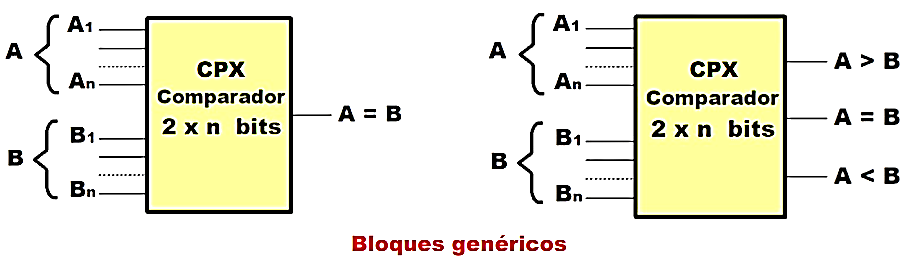 A
A1
An
B
B1
Bn
CPX
Comparador
2 x n bits
A = B
A
A1
An
B
B1
Bn
CPX
Comparador
2 x n bits
A > B
A = B
A < B
Bloques genéricos